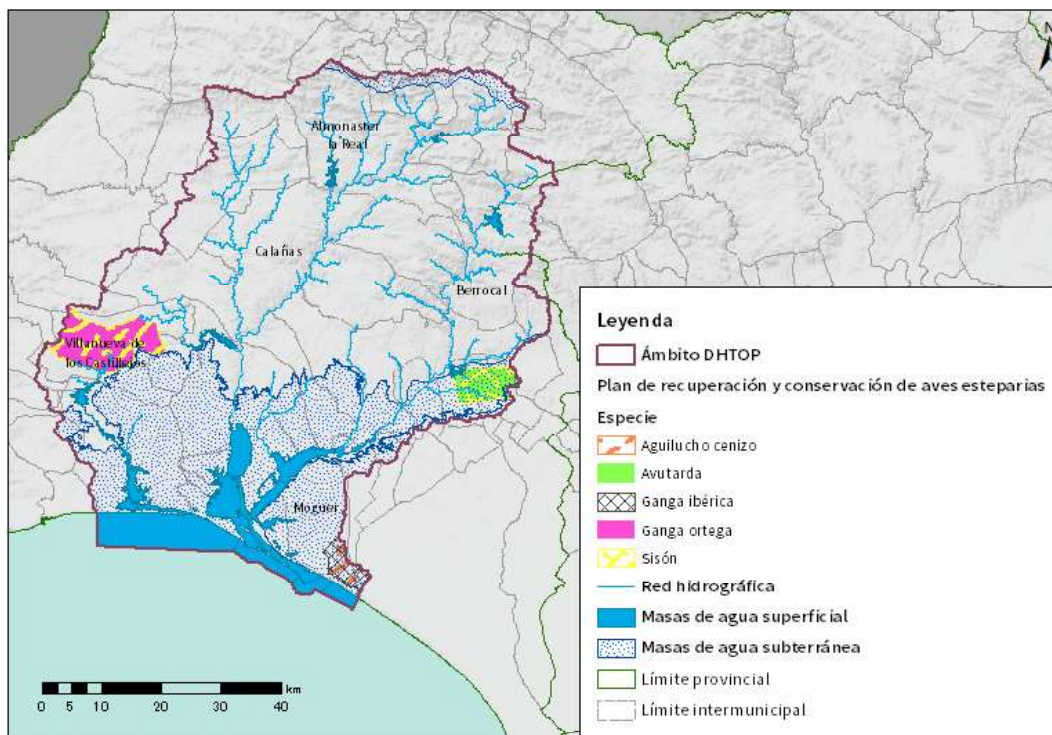 N
Almonaster
la Real
Calañas
Berrocal
Villanueva de
los Castillejos
Moguer
km
0 5 10 20 30 40
Leyenda
Ámbito DHTOP
Plan de recuperación y conservación de aves esteparias
Especie
Aguilucho cenizo
Avutarda
Ganga ibérica
Ganga ortega
Sisón
Red hidrográfica
Masas de agua superficial
Masas de agua subterránea
Límite provincial
Límite intermunicipal